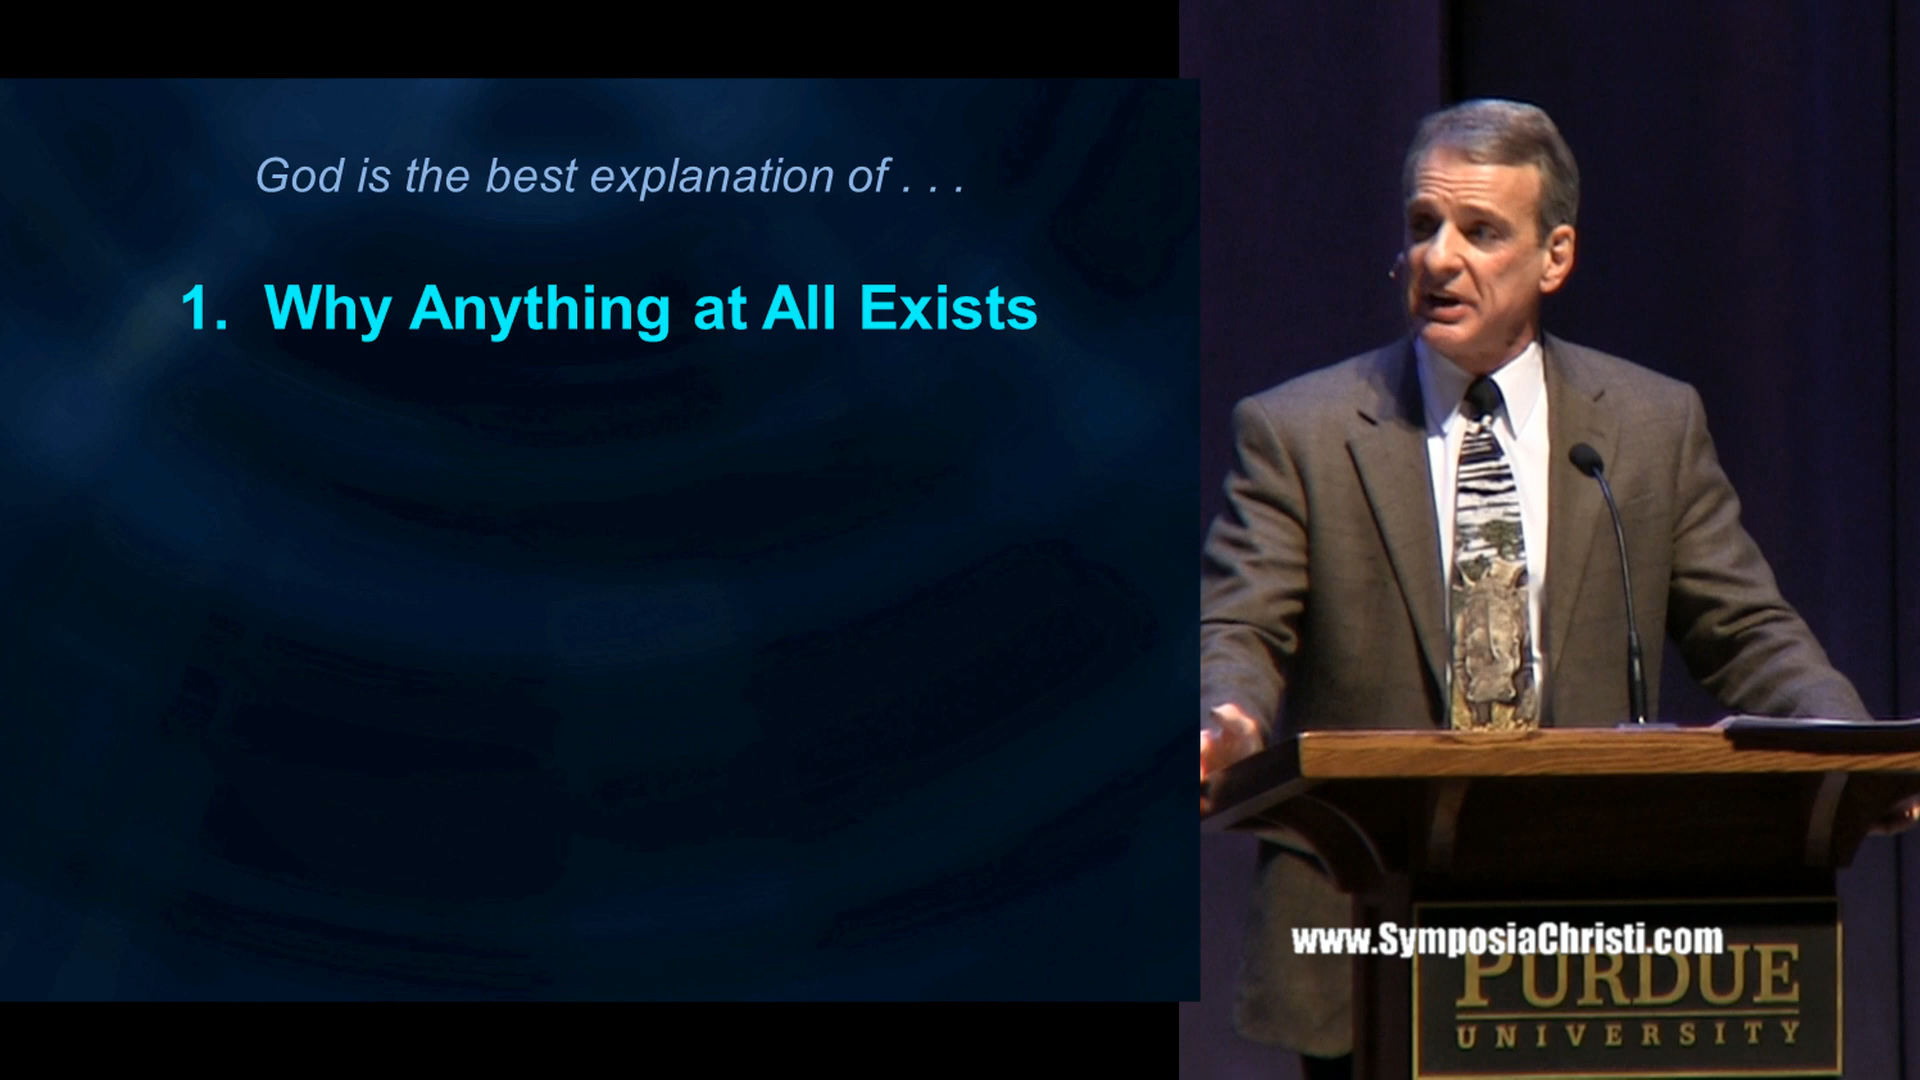 God is the best explanation of . . .
1. Why Anything at All Exists
www.SymposiaChristi.com
PURDUE
UNIVERSITY